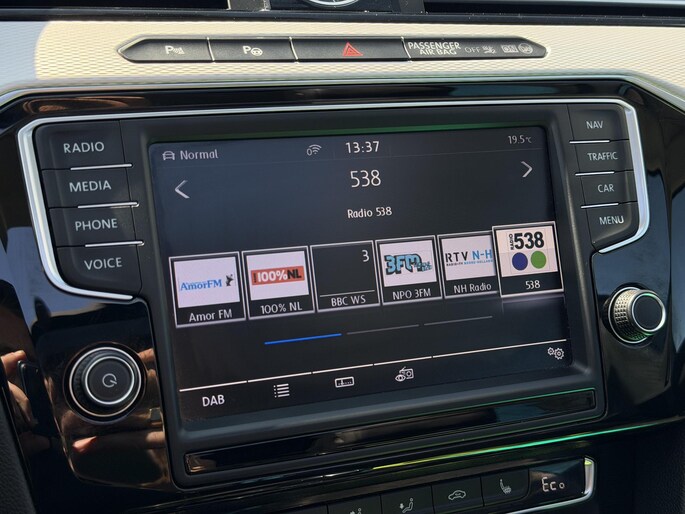 P P
PASSENGER
AIR BAG OFF
RADIO
MEDIA
PHONE
VOICE
NAV
TRAFFIC
CAR
MENU
Normal 13:37 19.5°C
538
Radio 538
AmorFM
Amor FM
100%NL
100% NL
3
BBC WS
3FM
NPO 3FM
RTV N-H
NH Radio
RADIO 538
538
DAB
Eco